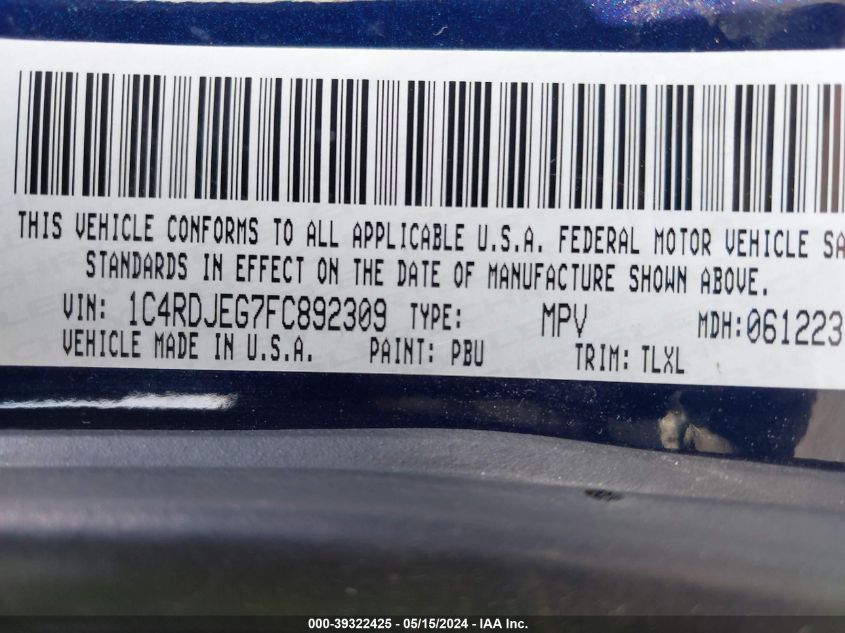 THIS VEHICLE CONFORMS TO ALL APPLICABLE U.S.A. FEDERAL MOTOR VEHICLE SA
STANDARDS IN EFFECT ON THE DATE OF MANUFACTURE SHOWN ABOVE.
VIN: 1C4RDJEG7FC892309 TYPE: MPV MDH:061223
VEHICLE MADE IN U.S.A. PAINT: PBU TRIM: TLXL
000-39322425 - 05/15/2024 - IAA Inc.